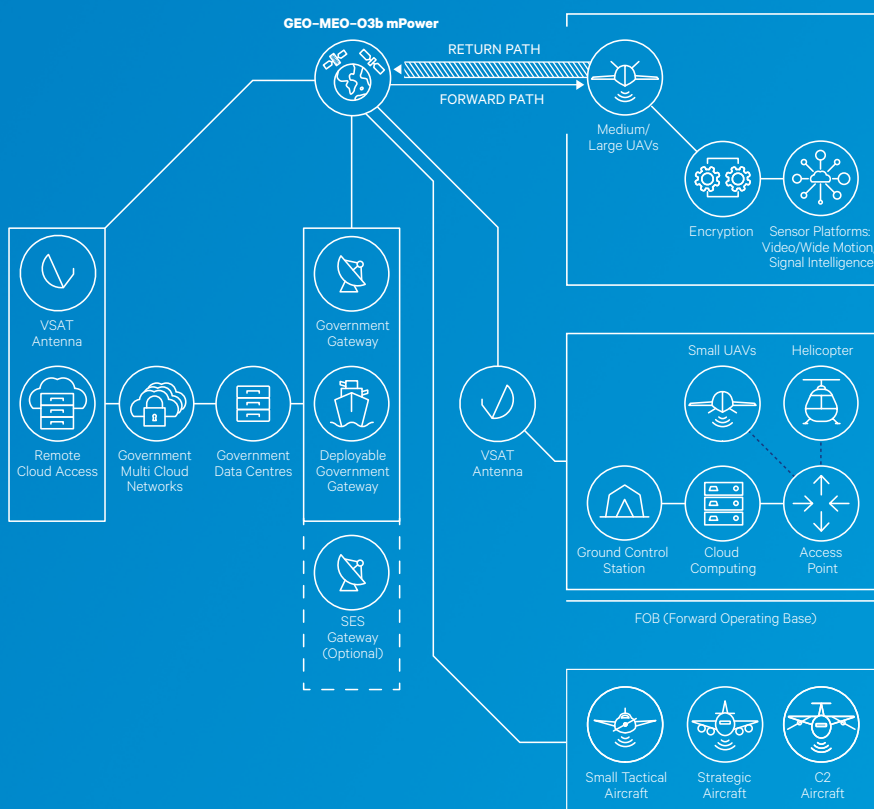 GEO–MEO–O3b mPower
RETURN PATH
FORWARD PATH
Medium/
Large UAVs
Encryption
Sensor Platforms:
Video/Wide Motion,
Signal Intelligence
VSAT
Antenna
Government
Gateway
Remote
Cloud Access
Government
Multi Cloud
Networks
Government
Data Centres
Deployable
Government
Gateway
VSAT
Antenna
SES
Gateway
(Optional)
Small UAVs
Helicopter
Ground Control
Station
Cloud
Computing
Access
Point
FOB (Forward Operating Base)
Small Tactical
Aircraft
Strategic
Aircraft
C2
Aircraft